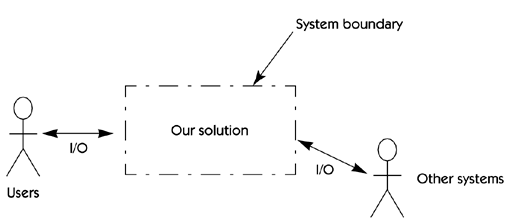 System boundary
Our solution
I/O
I/O
Users
Other systems